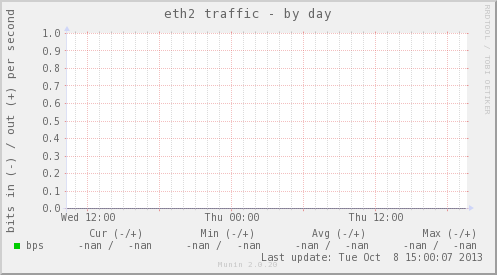 eth2 traffic - by day
RRDTOOL / TOBI OETIKER
bits in (-) / out (+) per second
1.0
0.9
0.8
0.7
0.6
0.5
0.4
0.3
0.2
0.1
0.0
Wed 12:00 Thu 00:00 Thu 12:00
Cur (-/+) Min (-/+) Avg (-/+) Max (-/+)
bps -nan / -nan -nan / -nan -nan / -nan -nan / -nan
Last update: Tue Oct 8 15:00:07 2013
Munin 2.0.20